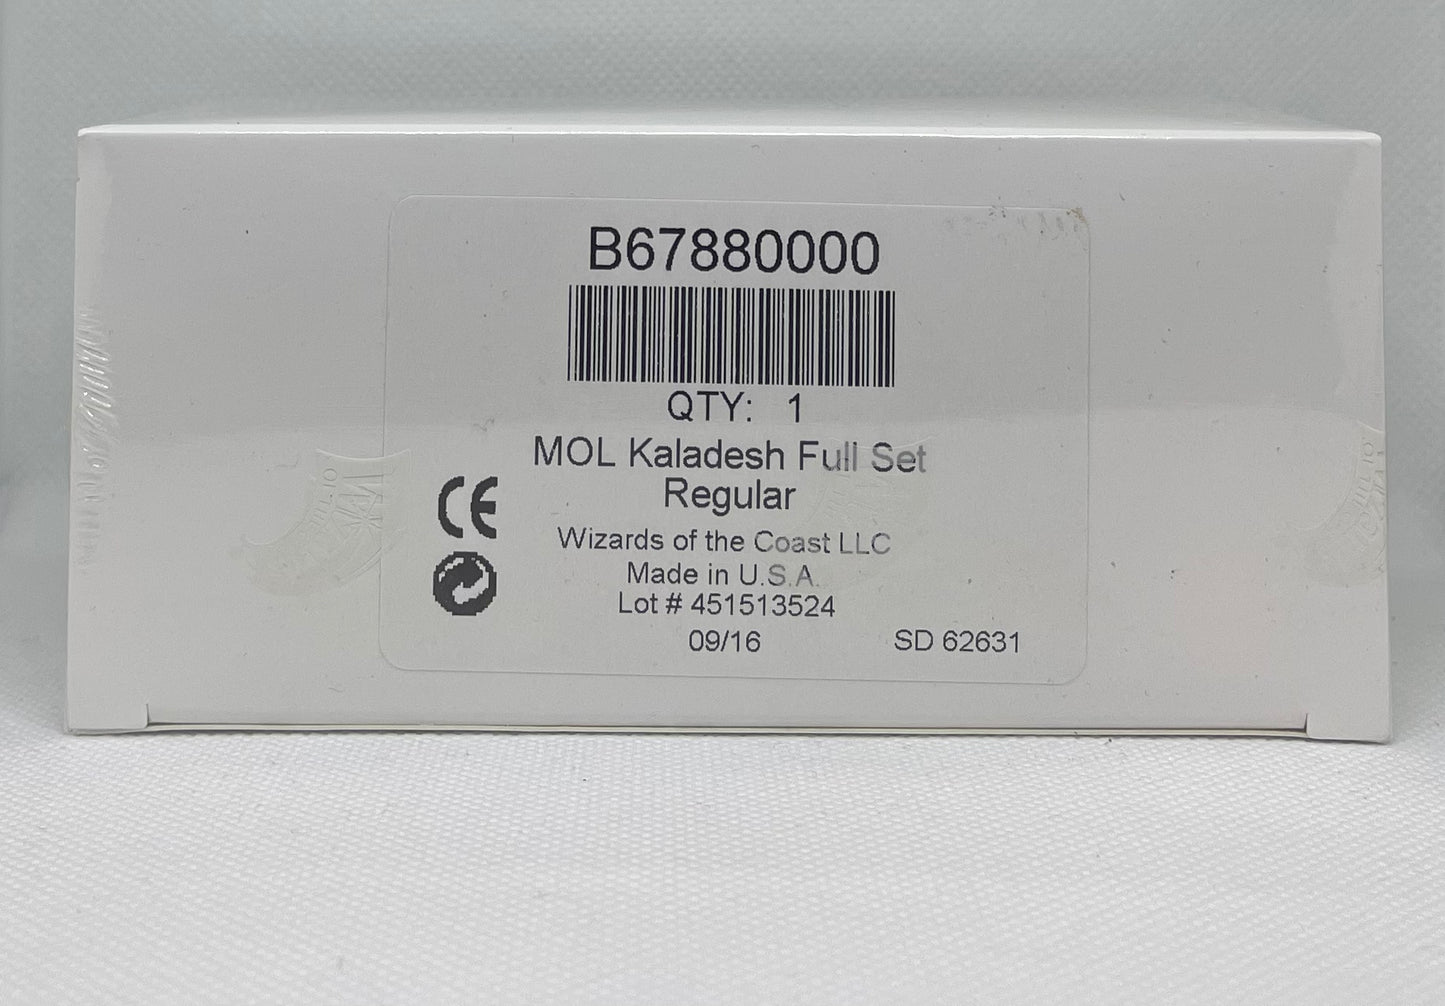 B67880000
QTY: 1
MOL Kaladesh Full Set
Regular
CE
Wizards of the Coast LLC
Made in U.S.A.
Lot # 451513524
09/16 SD 62631